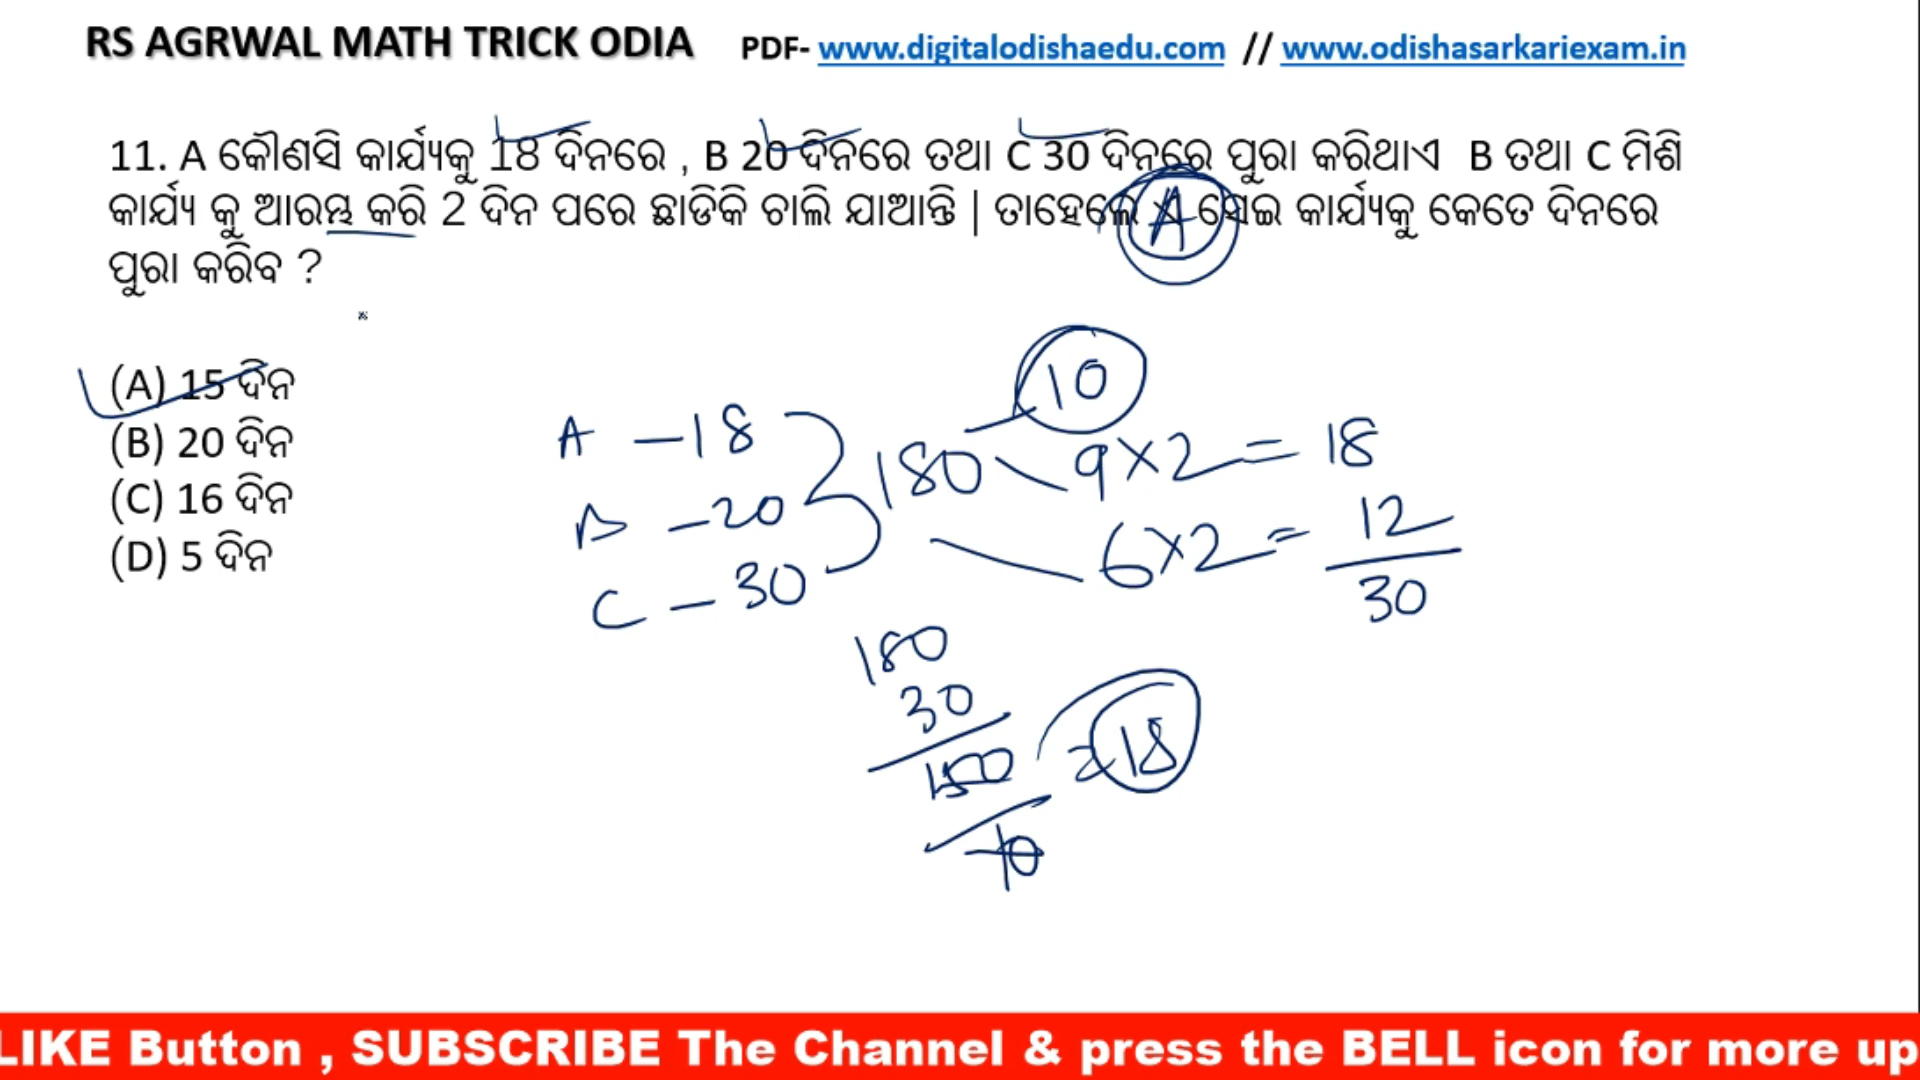 RS AGRWAL MATH TRICK ODIA PDF- www.digitalodishaedu.com // www.odishasarkariexam.in
11. A କୌଣସି କାର୍ଯ୍ୟକୁ 18 ଦିନରେ , B 20 ଦିନରେ ତଥା C 30 ଦିନରେ ପୁରା କରିଥାଏ B ତଥା C ମିଶି
କାର୍ଯ୍ୟ କୁ ଆରମ୍ଭ କରି 2 ଦିନ ପରେ ଛାଡିକି ଚାଲି ଯାଆନ୍ତି | ତାହେଲେ A ସେଇ କାର୍ଯ୍ୟକୁ କେତେ ଦିନରେ
ପୁରା କରିବ ?
(A) 15 ଦିନ
(B) 20 ଦିନ
(C) 16 ଦିନ
(D) 5 ଦିନ
10
A - 18
180 9×2 = 18
B - 20
6×2 = 12
C - 30
30
180
30
150 = 15
10
LIKE Button , SUBSCRIBE The Channel & press the BELL icon for more up